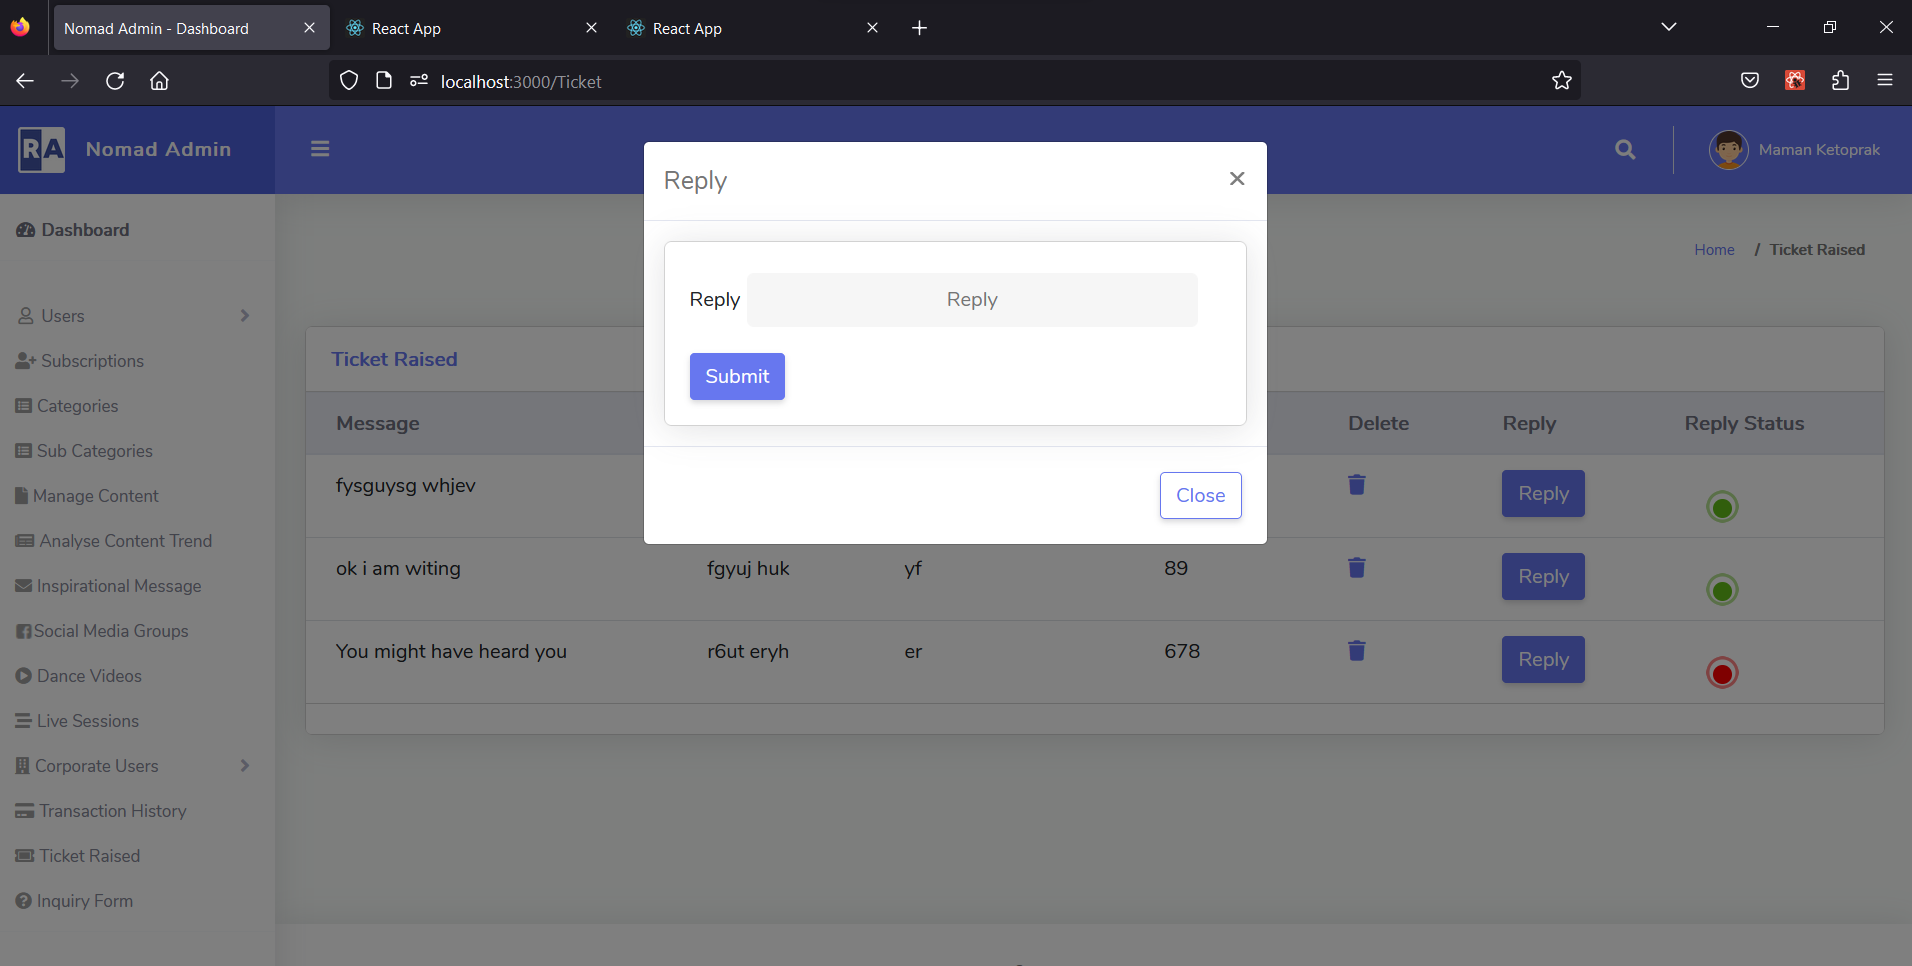 Nomad Admin - Dashboard
React App
React App
localhost:3000/Ticket
RA
Nomad Admin
Maman Ketoprak
Dashboard
Users
Subscriptions
Categories
Sub Categories
Manage Content
Analyse Content Trend
Inspirational Message
Social Media Groups
Dance Videos
Live Sessions
Corporate Users
Transaction History
Ticket Raised
Inquiry Form
Home / Ticket Raised
Ticket Raised
Message Delete Reply Reply Status
fysguysg whjev Reply
ok i am witing fgyuj huk yf 89 Reply
You might have heard you r6ut eryh er 678 Reply
Reply
Reply Reply
Submit
Close